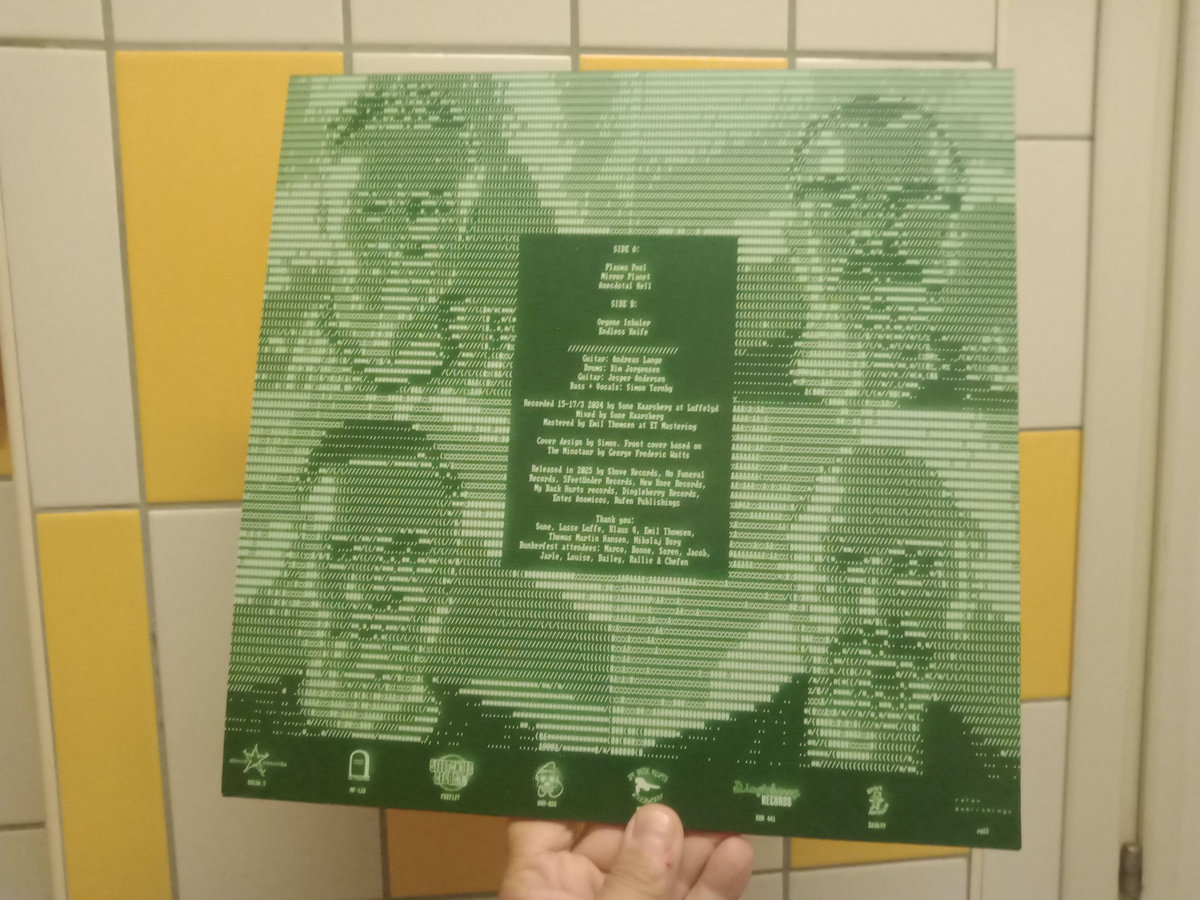 SIDE A:
Plasma Pool
Mirror Planet
Anecdotal Hell
SIDE B:
Orgone Inhaler
Endless Knife
Guitar: Andreas Lange
Drums: Kim Jorgensen
Guitar: Jesper Andersen
Bass + Vocals: Simon Tornby
Recorded 15-17/3 2024 by Sune Haarsberg at Luffelyd
Mixed by Sune Haarsberg
Mastered by Emil Thomsen at ET Mastering
Cover design by Simon. Front cover based on
The Minotaur by George Frederic Watts
Released in 2025 by Shove Records, No Funeral
Records, 5FeetUnder Records, New Knee Records,
My Back Hurts records, Dingleberry Records,
Entes Anomicos, Rufen Publishings
Thank you:
Sune, Lasse Luffe, Klaus Q, Emil Thomsen,
Thomas Martin Hansen, Nikolaj Borg
Bunkerfest attendees: Marco, Bonne, Soren, Jacob,
Jarle, Louise, Bailey, Rallie & Chofen
RECORDS